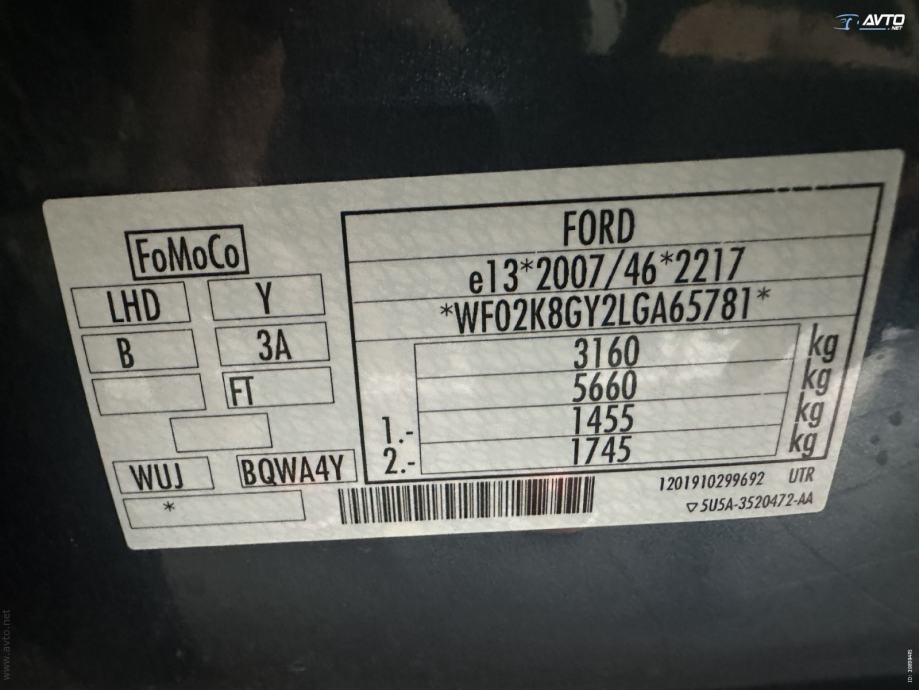 AVTO
.NET
FoMoCo
LHD Y
B 3A
FT
WUJ BQWA4Y
*
FORD
e13*2007/46*2217
*WF02K8GY2LGA65781*
3160 kg
5660 kg
1.- 1455 kg
2.- 1745 kg
1201910299692 UTR
▽5U5A-3520472-AA
www.avto.net